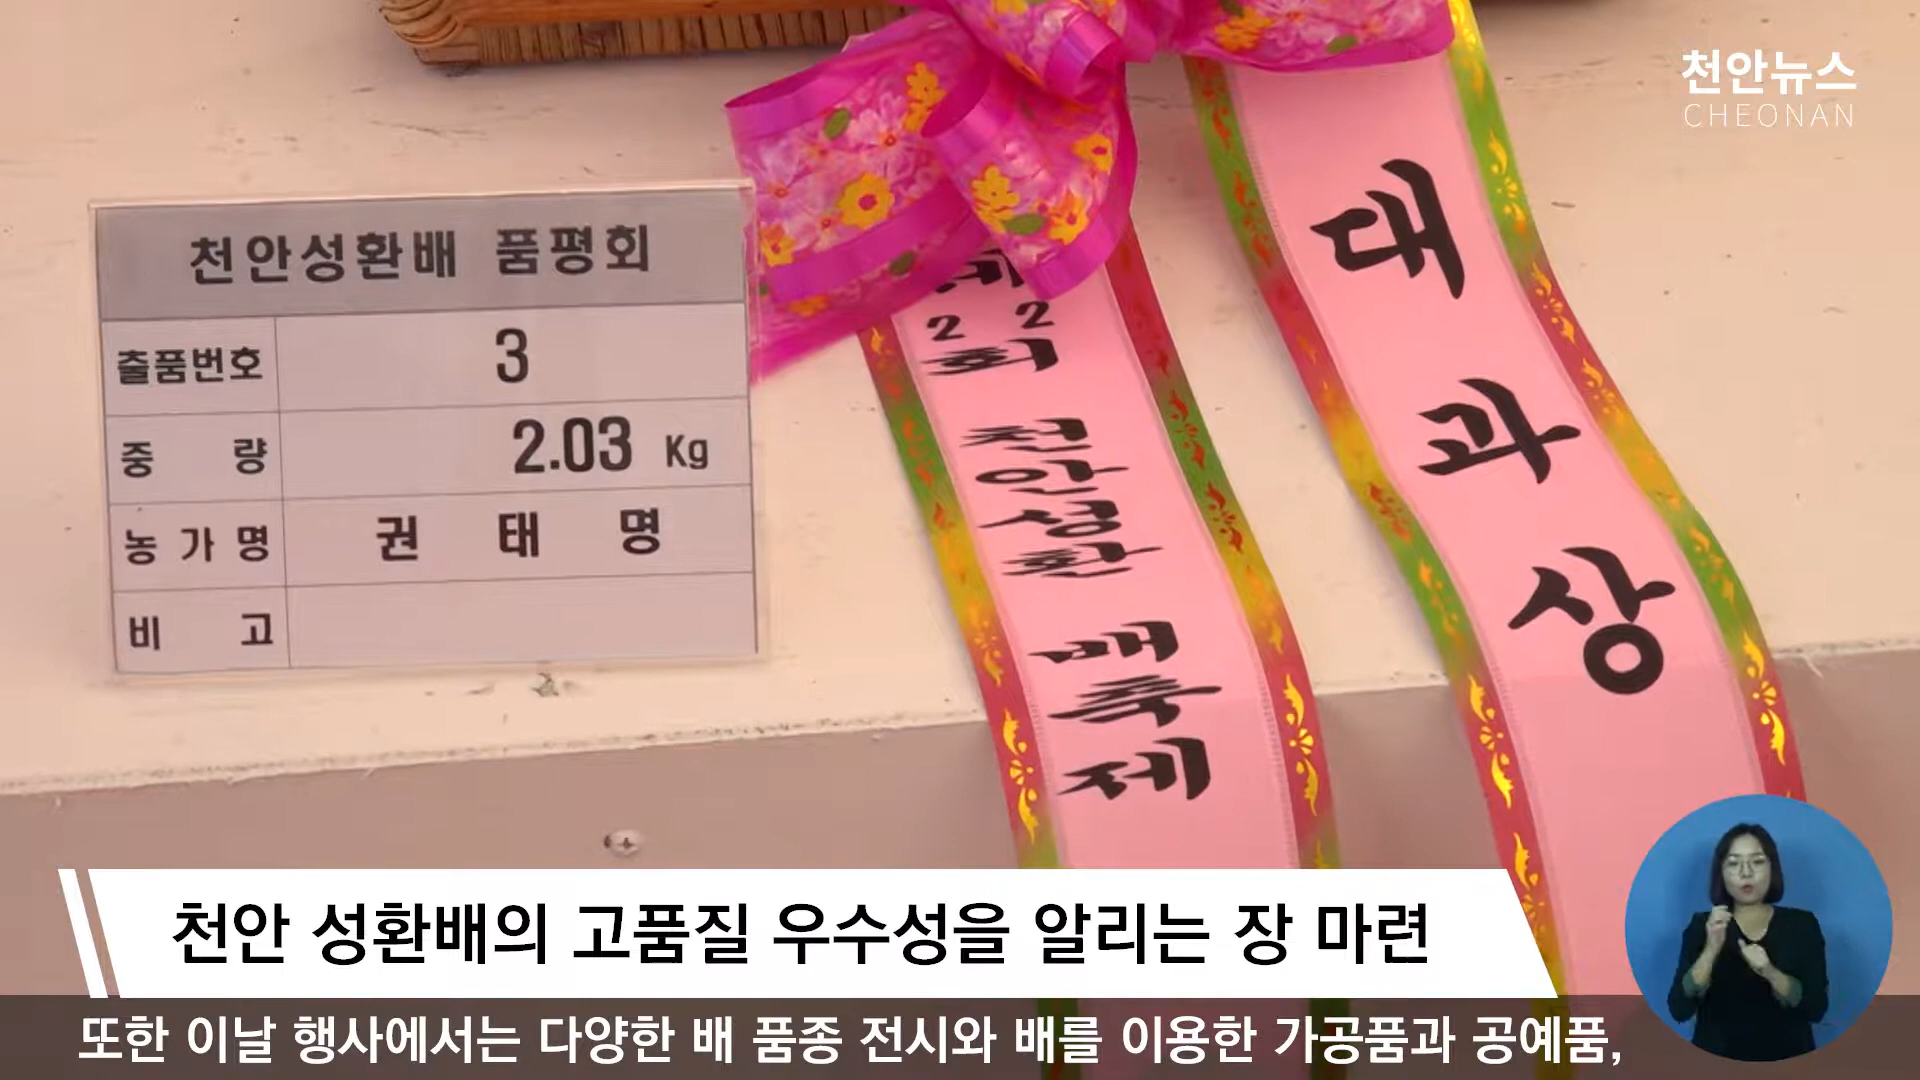 천안뉴스
CHEONAN
천안성환배 품평회
출품번호 3
중 량 2.03 Kg
농 가 명 권 태 명
비 고
제
22
회
천안성환
배축제
대과상
천안 성환배의 고품질 우수성을 알리는 장 마련
또한 이날 행사에서는 다양한 배 품종 전시와 배를 이용한 가공품과 공예품,